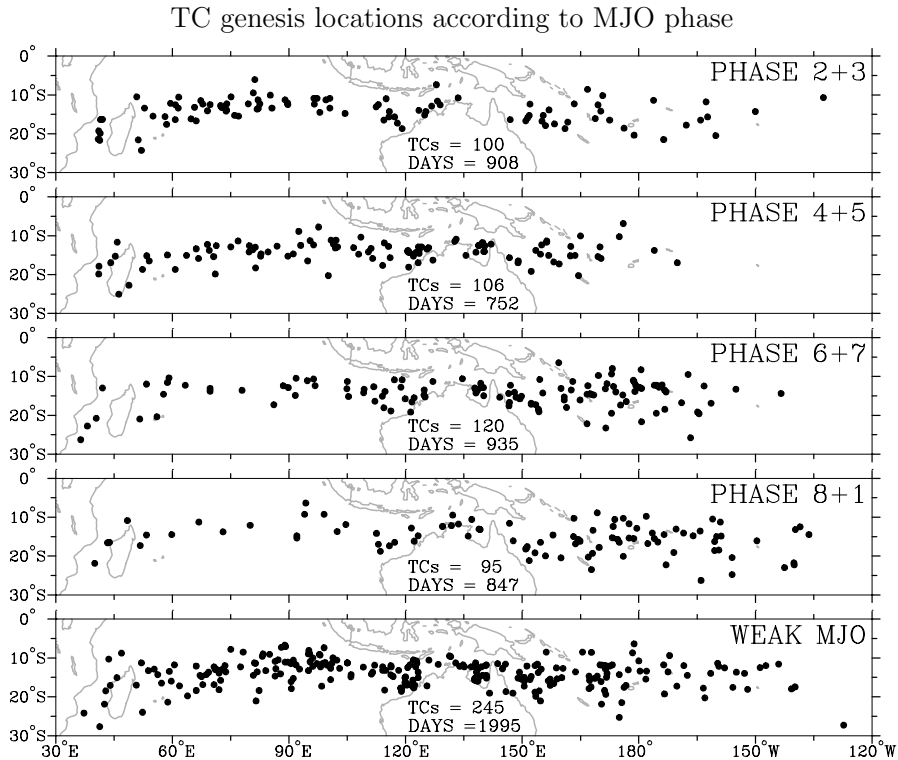 TC genesis locations according to MJO phase
0°
PHASE 2+3
10°S
20°S
TCs = 100
DAYS = 908
30°S
0°
PHASE 4+5
10°S
20°S
TCs = 106
DAYS = 752
30°S
0°
PHASE 6+7
10°S
20°S
TCs = 120
DAYS = 935
30°S
0°
PHASE 8+1
10°S
20°S
TCs = 95
DAYS = 847
30°S
0°
WEAK MJO
10°S
20°S
TCs = 245
DAYS =1995
30°S
30°E 60°E 90°E 120°E 150°E 180° 150°W 120°W